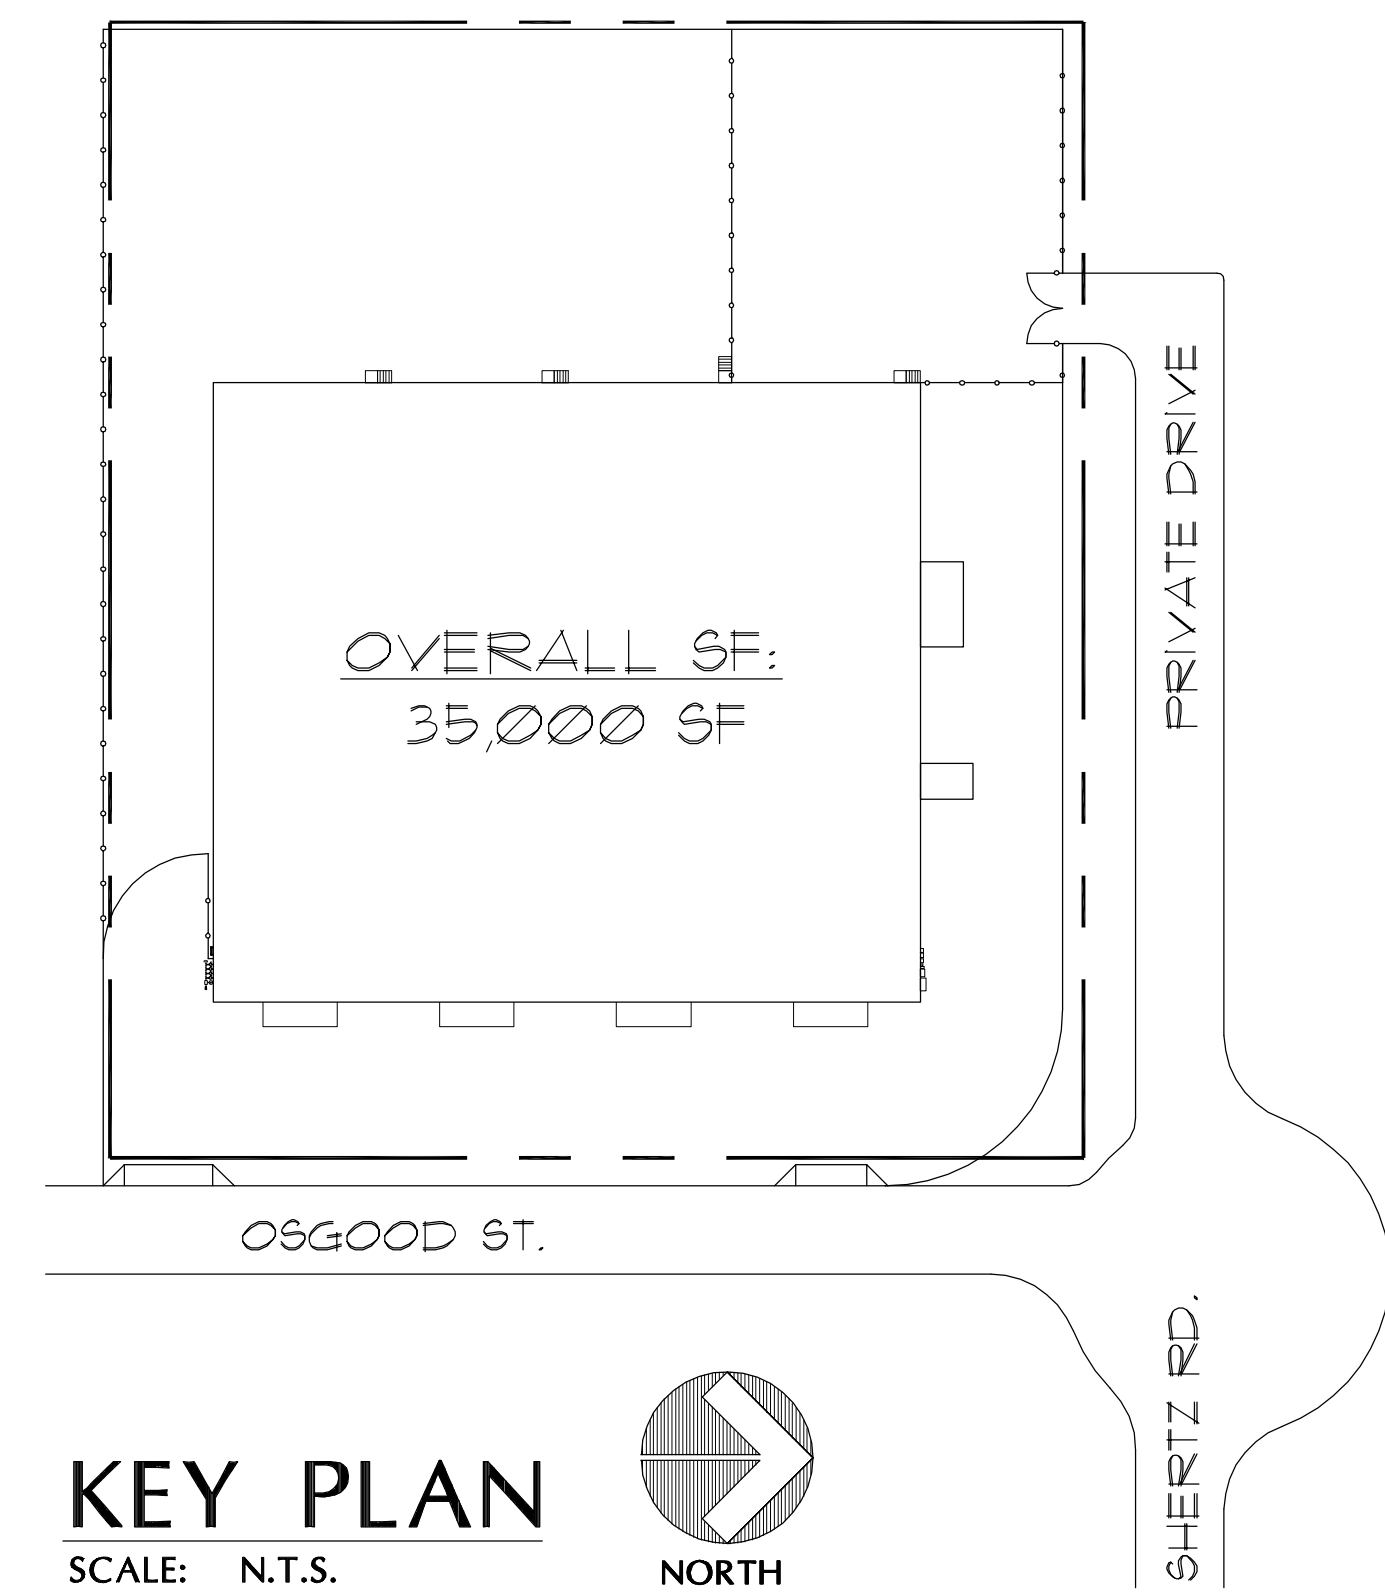 OVERALL SF:
35,000 SF
PRIVATE DRIVE
OSGOOD ST.
SHERTZ RD.
KEY PLAN
SCALE: N.T.S.
NORTH